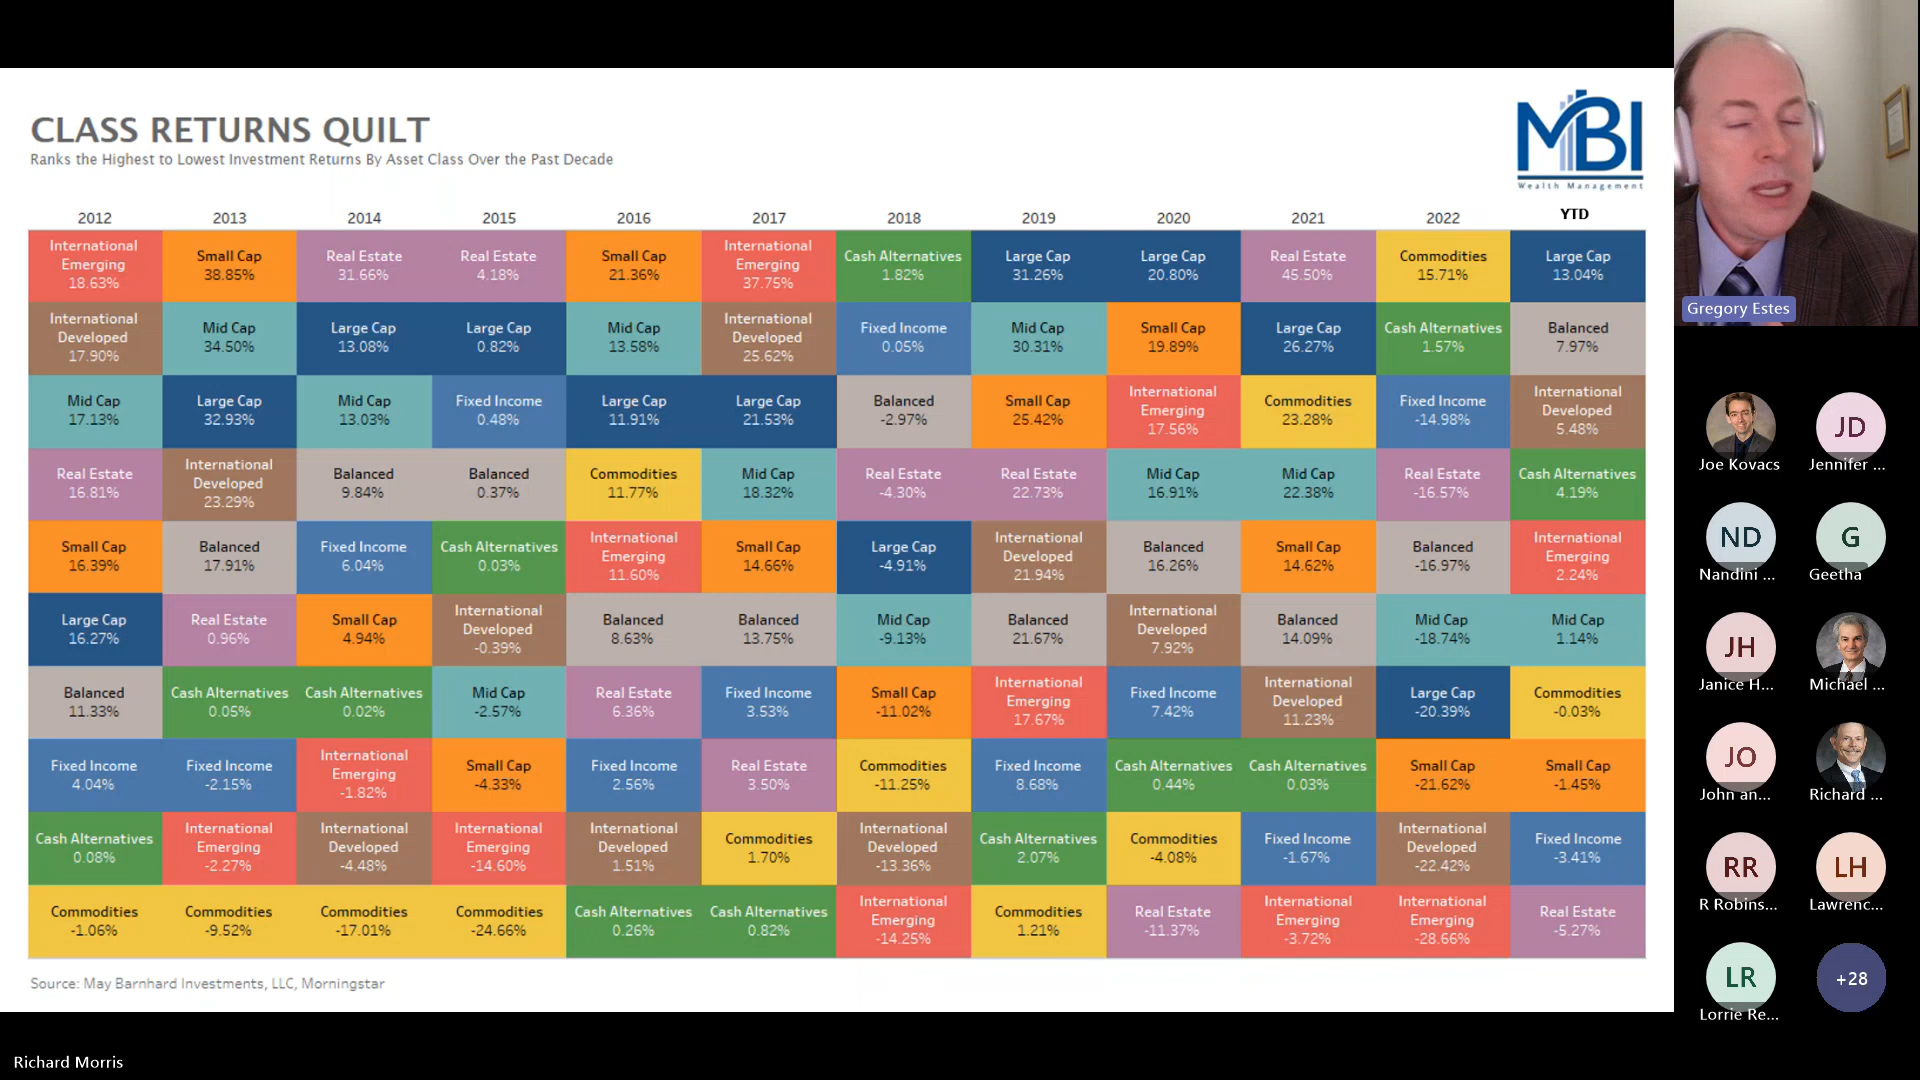 CLASS RETURNS QUILT
Ranks the Highest to Lowest Investment Returns By Asset Class Over the Past Decade
MBI
Wealth Management
2012 2013 2014 2015 2016 2017 2018 2019 2020 2021 2022 YTD
International Emerging 18.63% Small Cap 38.85% Real Estate 31.66% Real Estate 4.18% Small Cap 21.36% International Emerging 37.75% Cash Alternatives 1.82% Large Cap 31.26% Large Cap 20.80% Real Estate 45.50% Commodities 15.71% Large Cap 13.04%
International Developed 17.90% Mid Cap 34.50% Large Cap 13.08% Large Cap 0.82% Mid Cap 13.58% International Developed 25.62% Fixed Income 0.05% Mid Cap 30.31% Small Cap 19.89% Large Cap 26.27% Cash Alternatives 1.57% Balanced 7.97%
Mid Cap 17.13% Large Cap 32.93% Mid Cap 13.03% Fixed Income 0.48% Large Cap 11.91% Large Cap 21.53% Balanced -2.97% Small Cap 25.42% International Emerging 17.56% Commodities 23.28% Fixed Income -14.98% International Developed 5.48%
Real Estate 16.81% International Developed 23.29% Balanced 9.84% Balanced 0.37% Commodities 11.77% Mid Cap 18.32% Real Estate -4.30% Real Estate 22.73% Mid Cap 16.91% Mid Cap 22.38% Real Estate -16.57% Cash Alternatives 4.19%
Small Cap 16.39% Balanced 17.91% Fixed Income 6.04% Cash Alternatives 0.03% International Emerging 11.60% Small Cap 14.66% Large Cap -4.91% International Developed 21.94% Balanced 16.26% Small Cap 14.62% Balanced -16.97% International Emerging 2.24%
Large Cap 16.27% Real Estate 0.96% Small Cap 4.94% International Developed -0.39% Balanced 8.63% Balanced 13.75% Mid Cap -9.13% Balanced 21.67% International Developed 7.92% Balanced 14.09% Mid Cap -18.74% Mid Cap 1.14%
Balanced 11.33% Cash Alternatives 0.05% Cash Alternatives 0.02% Mid Cap -2.57% Real Estate 6.36% Fixed Income 3.53% Small Cap -11.02% International Emerging 17.67% Fixed Income 7.42% International Developed 11.23% Large Cap -20.39% Commodities -0.03%
Fixed Income 4.04% Fixed Income -2.15% International Emerging -1.82% Small Cap -4.33% Fixed Income 2.56% Real Estate 3.50% Commodities -11.25% Fixed Income 8.68% Cash Alternatives 0.44% Cash Alternatives 0.03% Small Cap -21.62% Small Cap -1.45%
Cash Alternatives 0.08% International Emerging -2.27% International Developed -4.48% International Emerging -14.60% International Developed 1.51% Commodities 1.70% International Developed -13.36% Cash Alternatives 2.07% Commodities -4.08% Fixed Income -1.67% International Developed -22.42% Fixed Income -3.41%
Commodities -1.06% Commodities -9.52% Commodities -17.01% Commodities -24.66% Cash Alternatives 0.26% Cash Alternatives 0.82% International Emerging -14.25% Commodities 1.21% Real Estate -11.37% International Emerging -3.72% International Emerging -28.66% Real Estate -5.27%
Source: May Barnhard Investments, LLC, Morningstar
Richard Morris
Gregory Estes
Joe Kovacs
JD
Jennifer ...
ND
Nandini ...
G
Geetha
JH
Janice H...
Michael ...
JO
John an...
Richard ...
RR
R Robins...
LH
Lawrenc...
LR
Lorrie Re...
+28